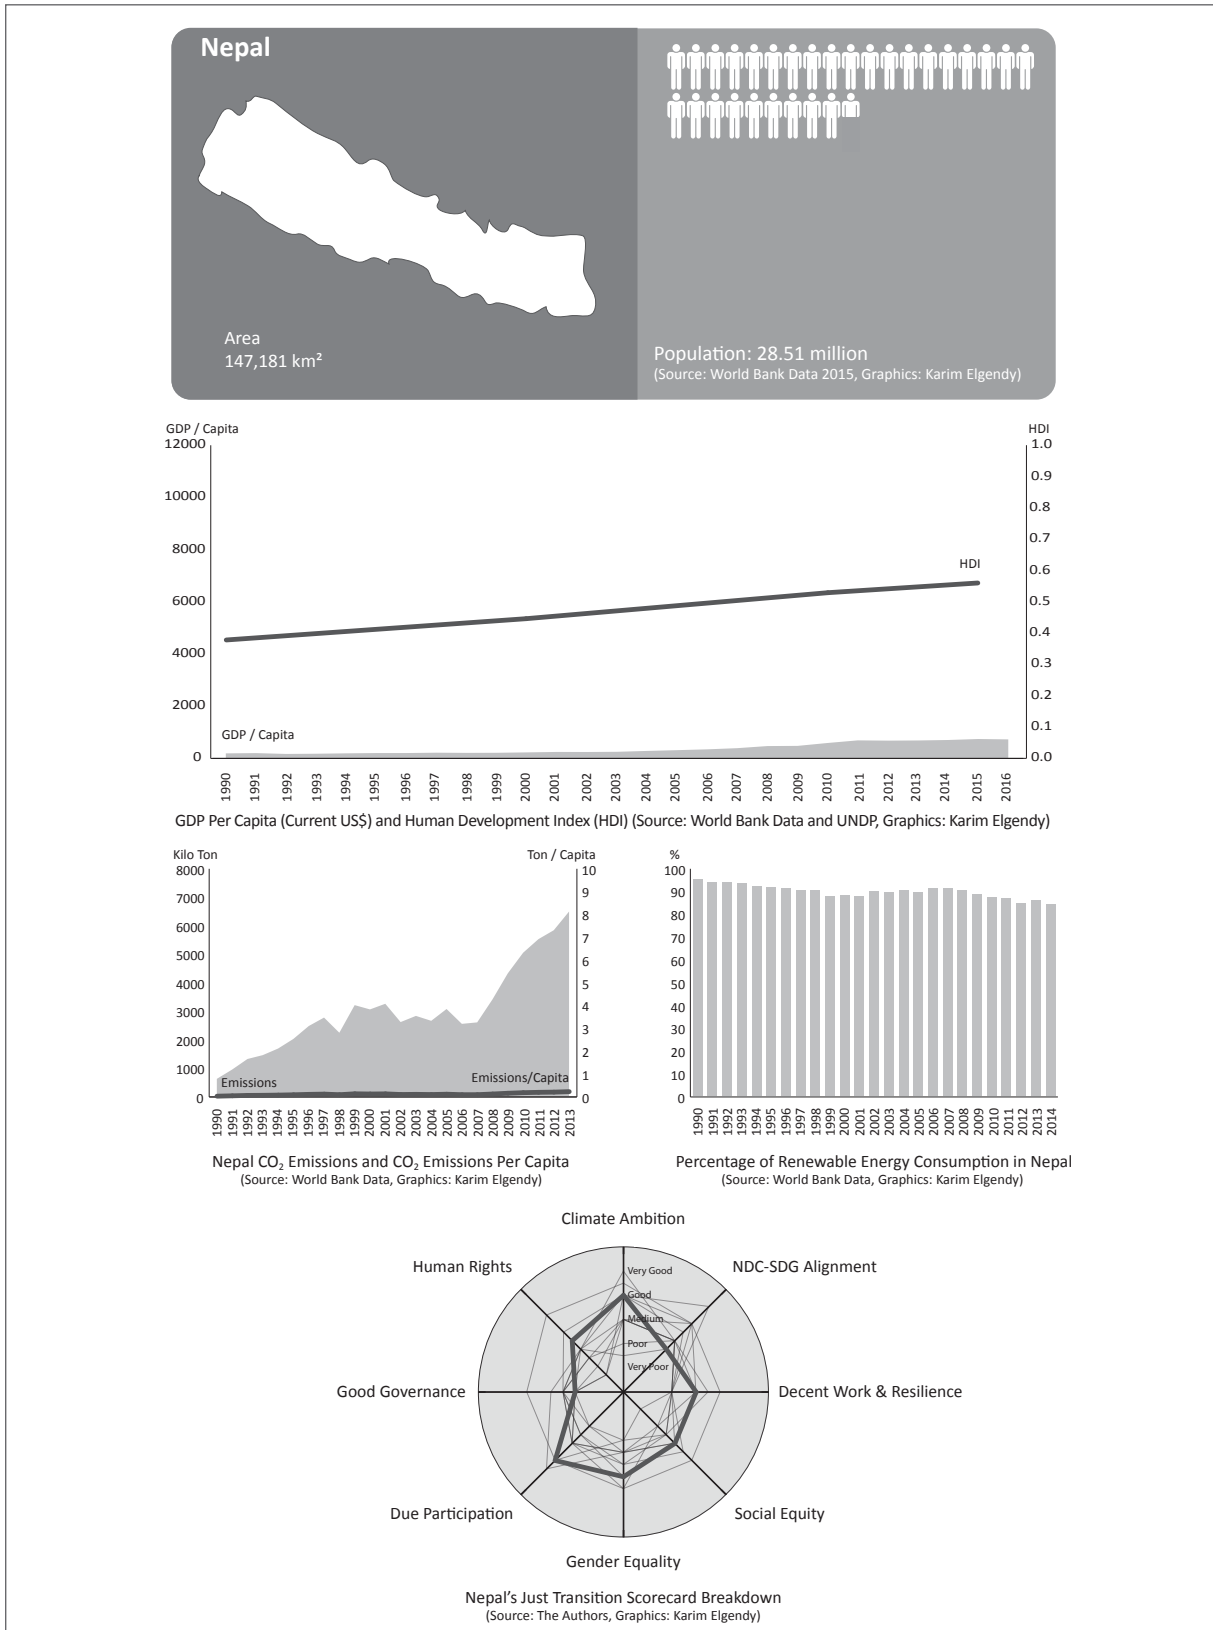 Nepal
Area
147,181 km²
Population: 28.51 million
(Source: World Bank Data 2015, Graphics: Karim Elgendy)
GDP / Capita
HDI
12000
10000
8000
6000
4000
2000
0
1.0
0.9
0.8
0.7
0.6
0.5
0.4
0.3
0.2
0.1
0.0
HDI
GDP / Capita
1990 1991 1992 1993 1994 1995 1996 1997 1998 1999 2000 2001 2002 2003 2004 2005 2006 2007 2008 2009 2010 2011 2012 2013 2014 2015 2016
GDP Per Capita (Current US$) and Human Development Index (HDI) (Source: World Bank Data and UNDP, Graphics: Karim Elgendy)
Kilo Ton
Ton / Capita
8000
7000
6000
5000
4000
3000
2000
1000
0
10
9
8
7
6
5
4
3
2
1
0
Emissions
Emissions/Capita
1990 1991 1992 1993 1994 1995 1996 1997 1998 1999 2000 2001 2002 2003 2004 2005 2006 2007 2008 2009 2010 2011 2012 2013
Nepal CO₂ Emissions and CO₂ Emissions Per Capita
(Source: World Bank Data, Graphics: Karim Elgendy)
%
100
90
80
70
60
50
40
30
20
10
0
1990 1991 1992 1993 1994 1995 1996 1997 1998 1999 2000 2001 2002 2003 2004 2005 2006 2007 2008 2009 2010 2011 2012 2013 2014
Percentage of Renewable Energy Consumption in Nepal
(Source: World Bank Data, Graphics: Karim Elgendy)
Climate Ambition
Human Rights
NDC-SDG Alignment
Very Good
Good
Medium
Poor
Very Poor
Good Governance
Decent Work & Resilience
Due Participation
Social Equity
Gender Equality
Nepal's Just Transition Scorecard Breakdown
(Source: The Authors, Graphics: Karim Elgendy)